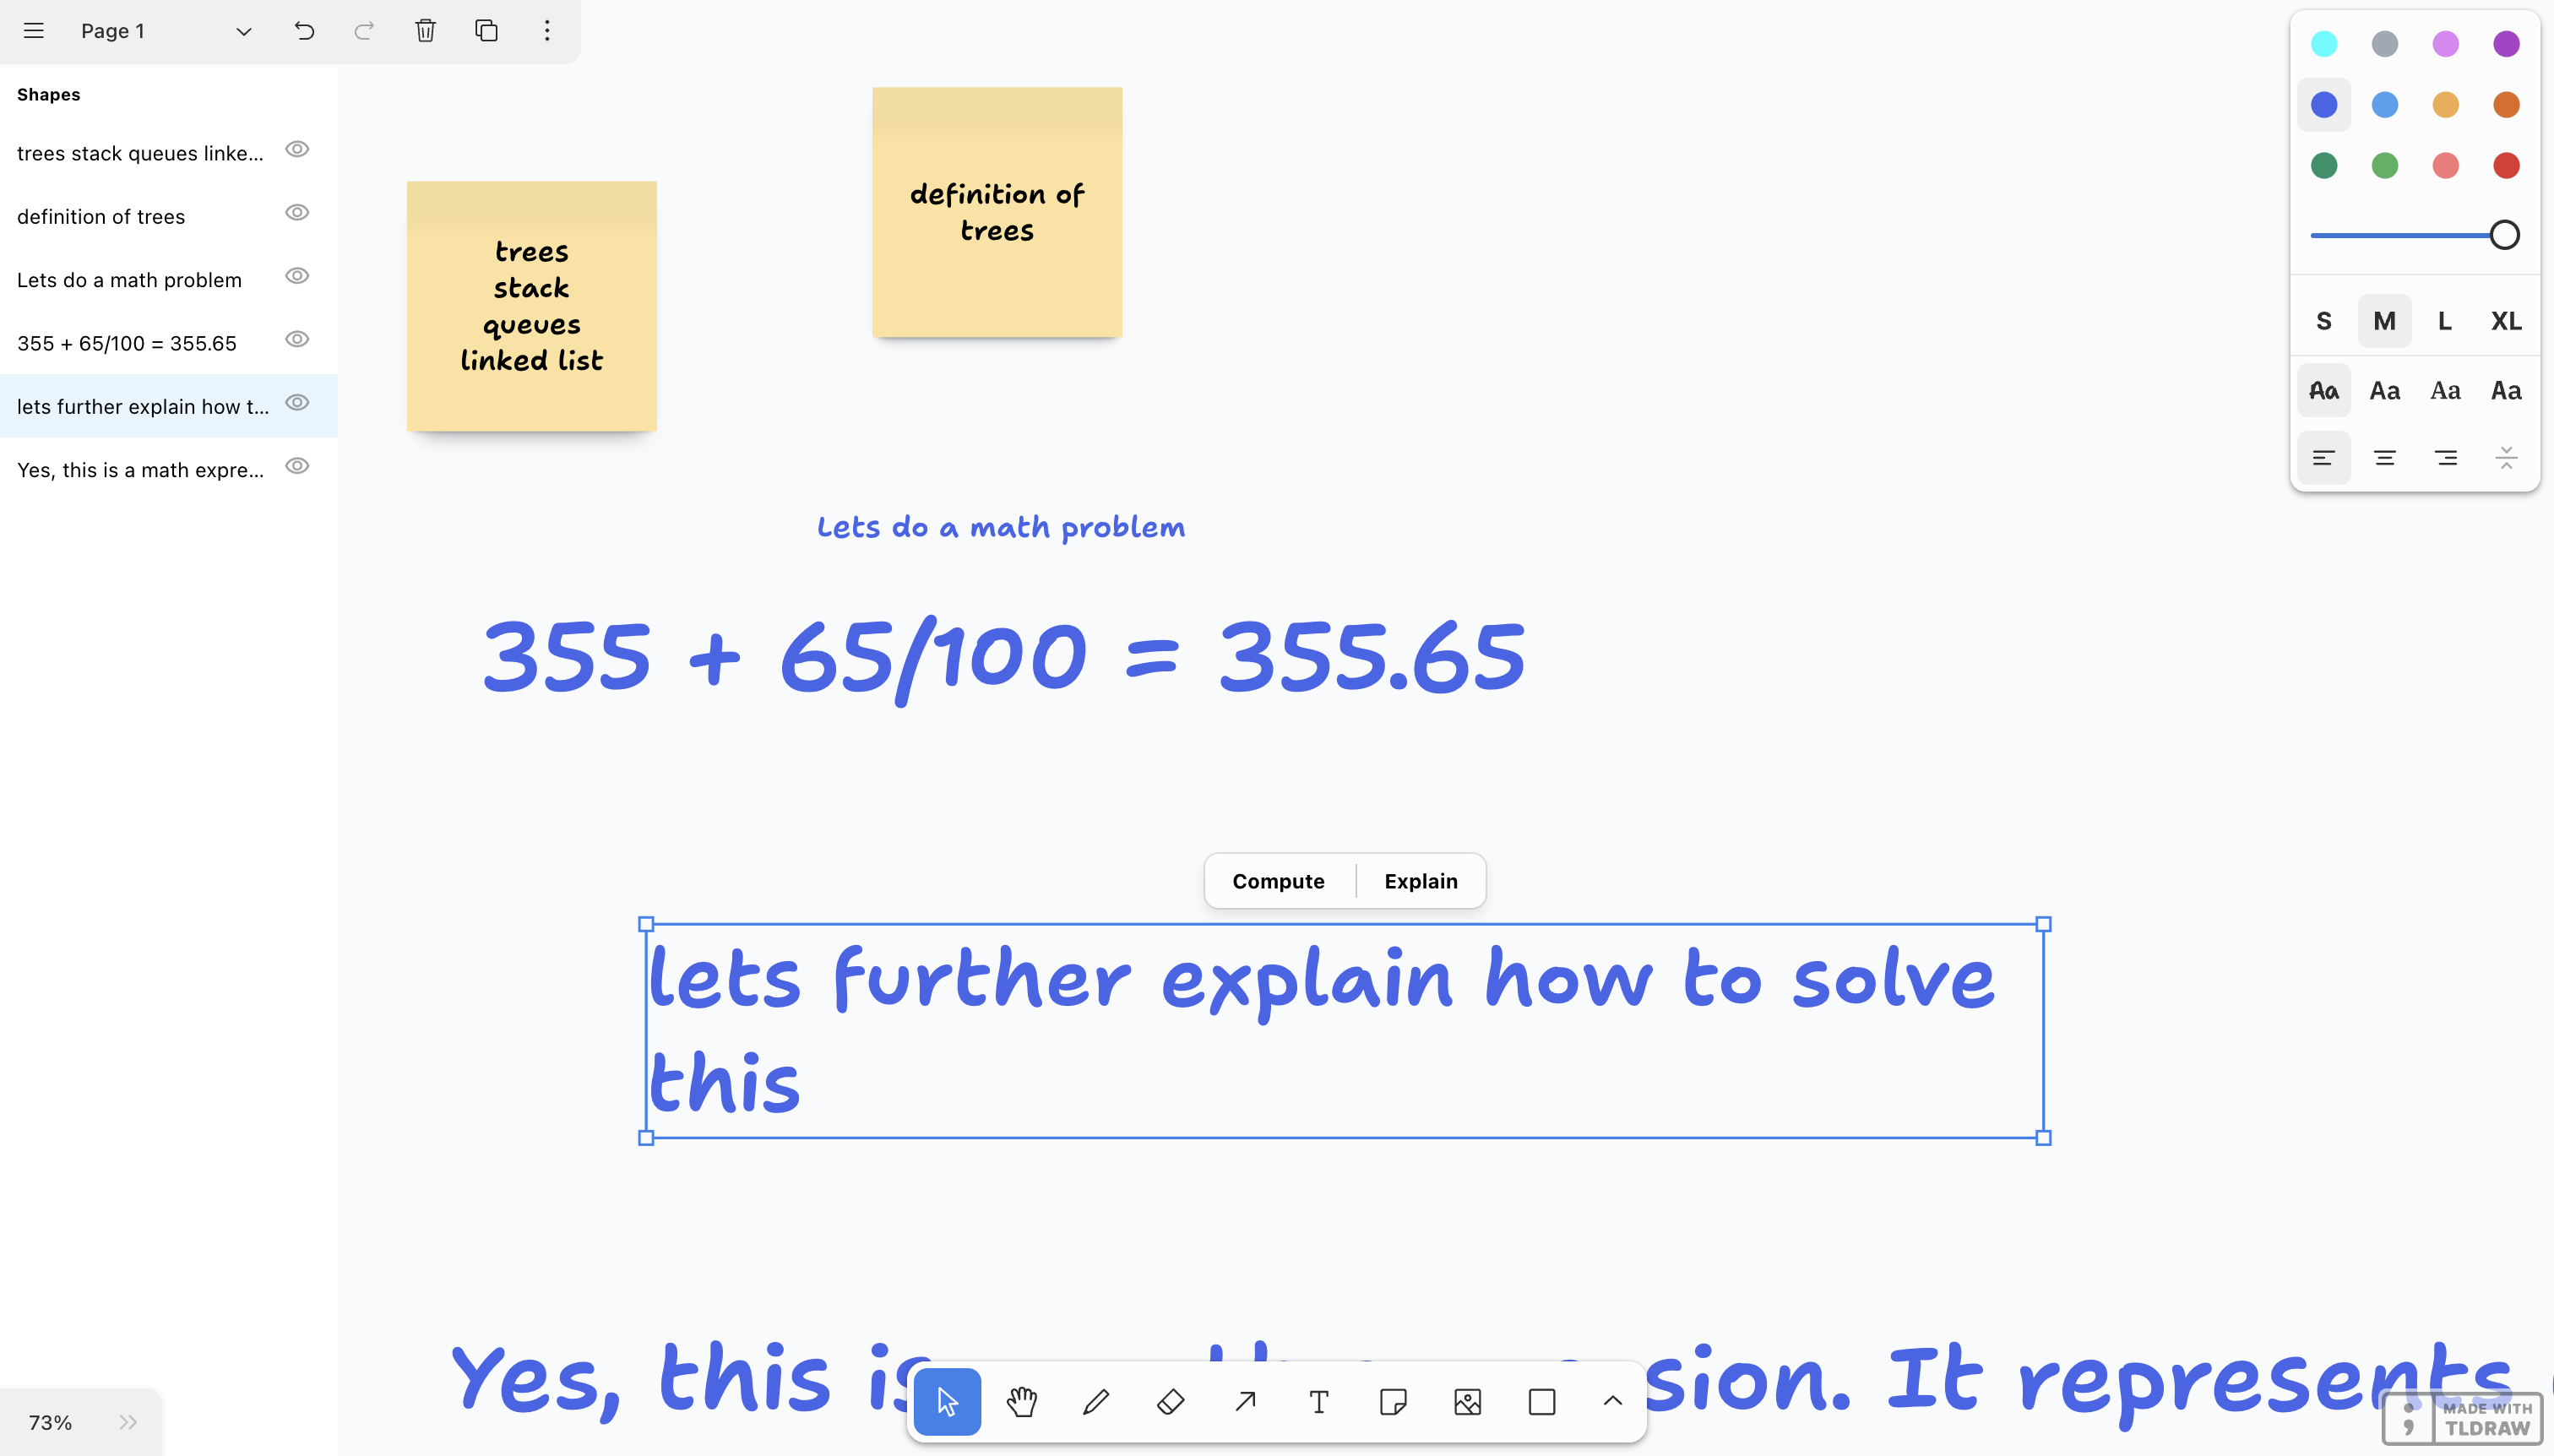 Page 1
Shapes
trees stack queues linke...
definition of trees
Lets do a math problem
355 + 65/100 = 355.65
lets further explain how t...
Yes, this is a math expre...
trees
stack
queues
linked list
definition of
trees
Lets do a math problem
355 + 65/100 = 355.65
Compute Explain
lets further explain how to solve
this
Yes, this is
sion. It represents
S M L XL
Aa Aa Aa Aa
73%
MADE WITH
TLDRAW